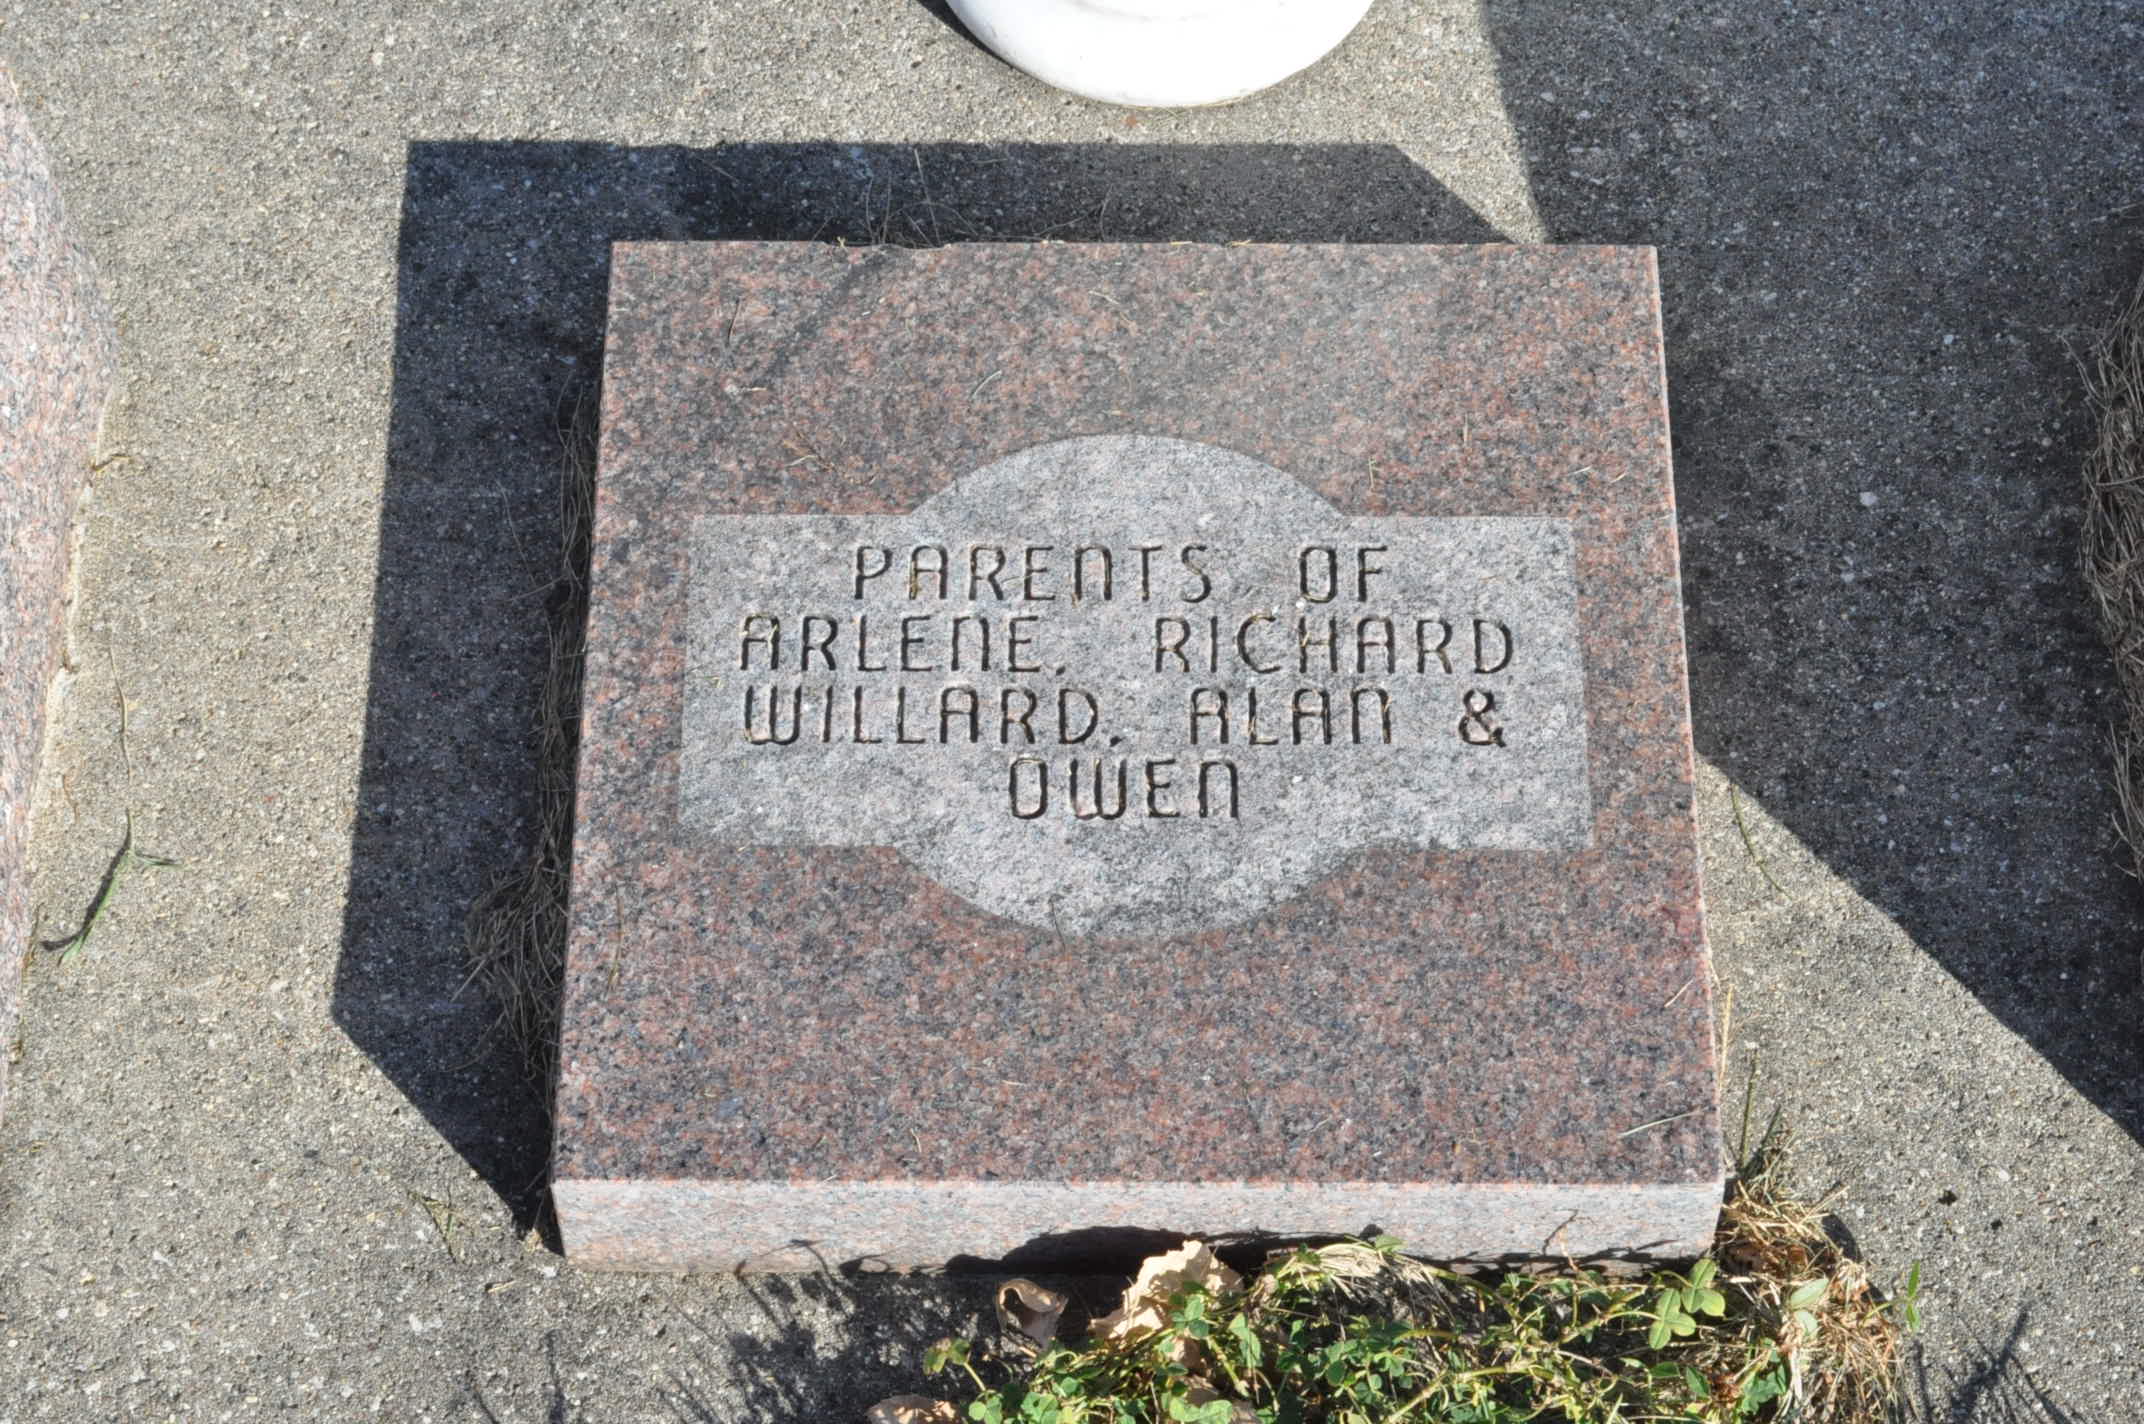 PARENTS OF
ARLENE, RICHARD,
WILLARD, ALAN &
OWEN